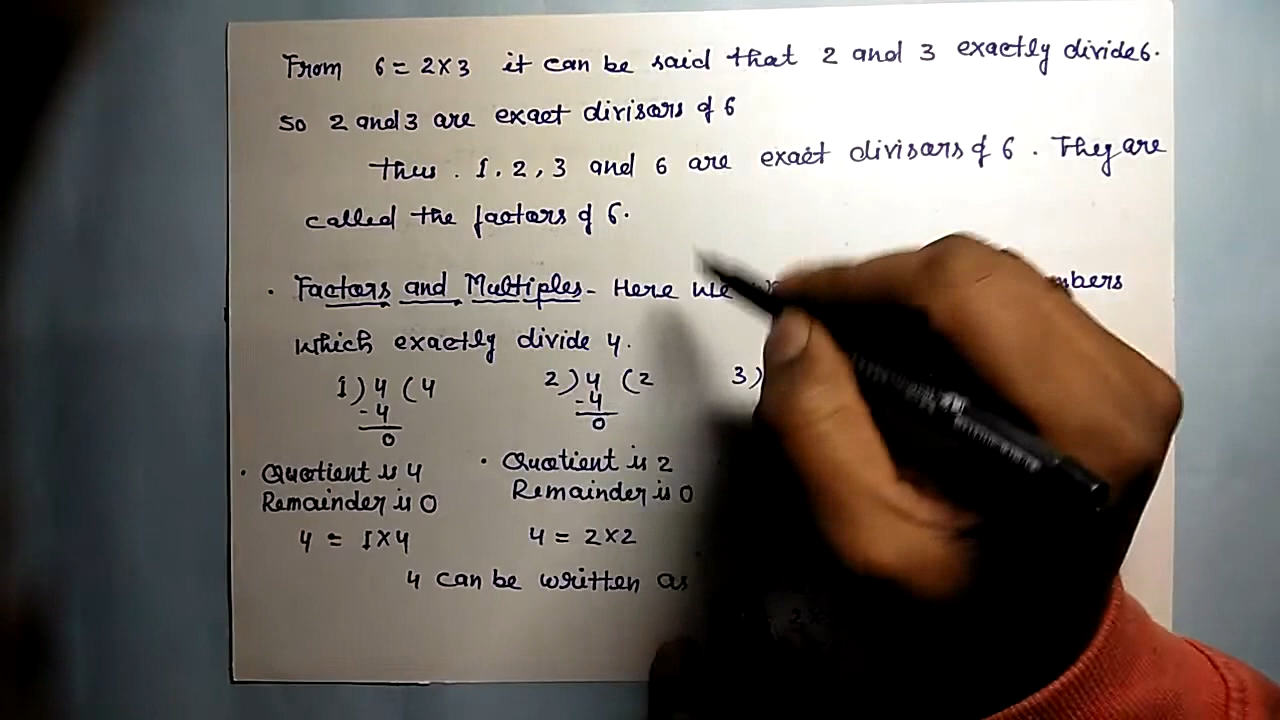 From 6 = 2×3 it can be said that 2 and 3 exactly divide 6.
So 2 and 3 are exact divisors of 6
Thus. 1, 2, 3 and 6 are exact divisors of 6. They are
called the factors of 6.
• Factors and Multiples- Here we
which exactly divide 4.
1) 4 (4 2) 4 (2 3)
-4 -4
0 0
• Quotient is 4 • Quotient is 2
Remainder is 0 Remainder is 0
4 = 1×4 4 = 2×2
4 can be written as